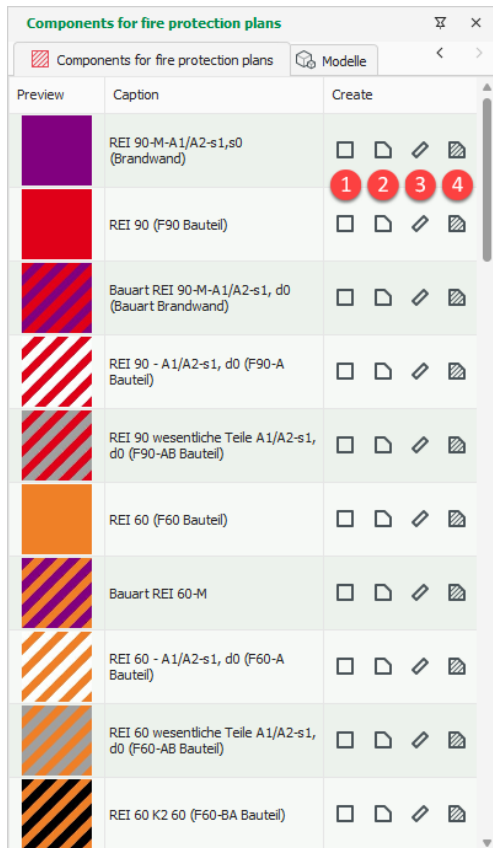 Components for fire protection plans
Components for fire protection plans
Modelle
Preview Caption Create
REI 90-M-A1/A2-s1,s0
(Brandwand)
1 2 3 4
REI 90 (F90 Bauteil)
Bauart REI 90-M-A1/A2-s1, d0
(Bauart Brandwand)
REI 90 - A1/A2-s1, d0 (F90-A
Bauteil)
REI 90 wesentliche Teile A1/A2-s1,
d0 (F90-AB Bauteil)
REI 60 (F60 Bauteil)
Bauart REI 60-M
REI 60 - A1/A2-s1, d0 (F60-A
Bauteil)
REI 60 wesentliche Teile A1/A2-s1,
d0 (F60-AB Bauteil)
REI 60 K2 60 (F60-BA Bauteil)